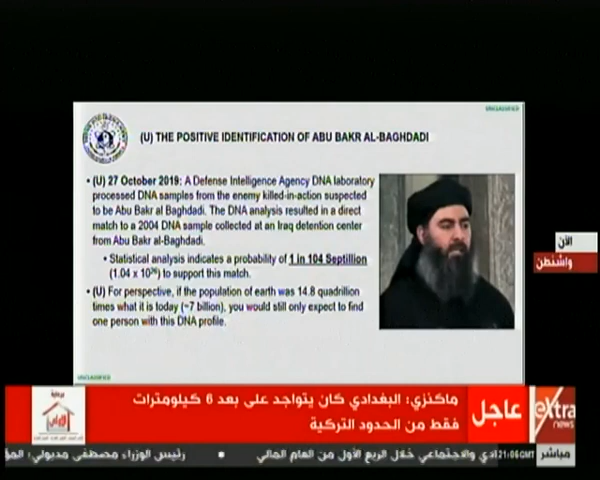 UNCLASSIFIED
(U) THE POSITIVE IDENTIFICATION OF ABU BAKR AL-BAGHDADI
• (U) 27 October 2019: A Defense Intelligence Agency DNA laboratory
processed DNA samples from the enemy killed-in-action suspected
to be Abu Bakr al Baghdadi. The DNA analysis resulted in a direct
match to a 2004 DNA sample collected at an Iraq detention center
from Abu Bakr al-Baghdadi.
• Statistical analysis indicates a probability of 1 in 104 Septillion
(1.04 x 10²⁶) to support this match.
• (U) For perspective, if the population of earth was 14.8 quadrillion
times what it is today (~7 billion), you would still only expect to find
one person with this DNA profile.
UNCLASSIFIED
الآن
واشنطن
عاجل
ماكنزي: البغدادي كان يتواجد على بعد 6 كيلومترات
فقط من الحدود التركية
eXtra
news
مباشر
21:06GMT
ادي والاجتماعي خلال الربع الأول من العام المالي
رئيس الوزراء مصطفى مدبولي: المؤ